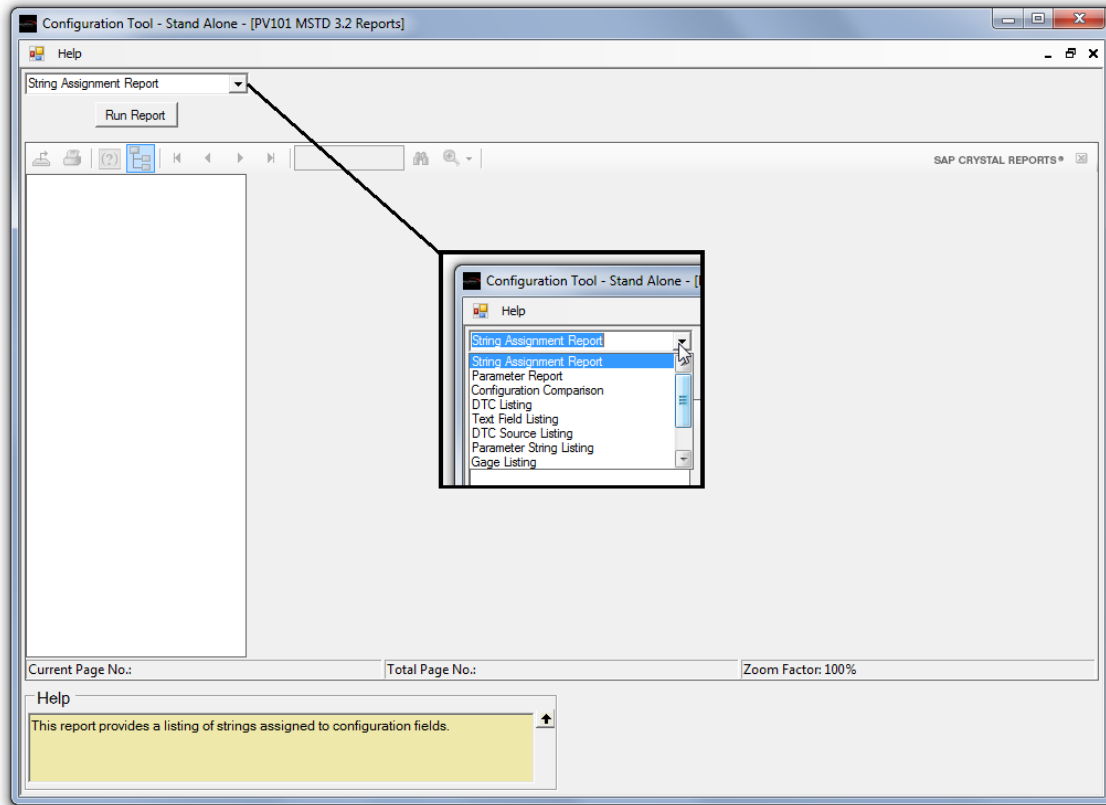 Configuration Tool - Stand Alone - [PV101 MSTD 3.2 Reports]
Help
String Assignment Report
Run Report
(?)
SAP CRYSTAL REPORTS®
Configuration Tool - Stand Alone - [
Help
String Assignment Report
String Assignment Report
Parameter Report
Configuration Comparison
DTC Listing
Text Field Listing
DTC Source Listing
Parameter String Listing
Gage Listing
Current Page No.: Total Page No.: Zoom Factor: 100%
Help
This report provides a listing of strings assigned to configuration fields.